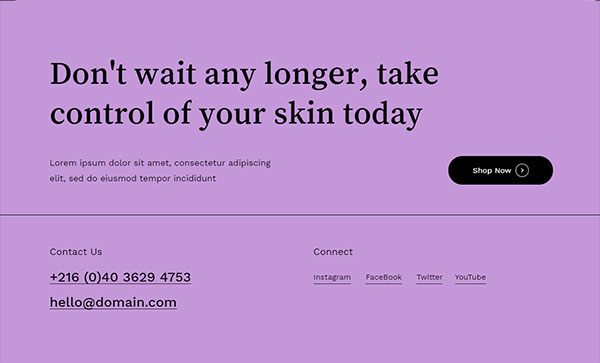 Don't wait any longer, take
control of your skin today
Lorem ipsum dolor sit amet, consectetur adipiscing
elit, sed do eiusmod tempor incididunt
Shop Now
Contact Us
+216 (0)40 3629 4753
hello@domain.com
Connect
Instagram FaceBook Twitter YouTube